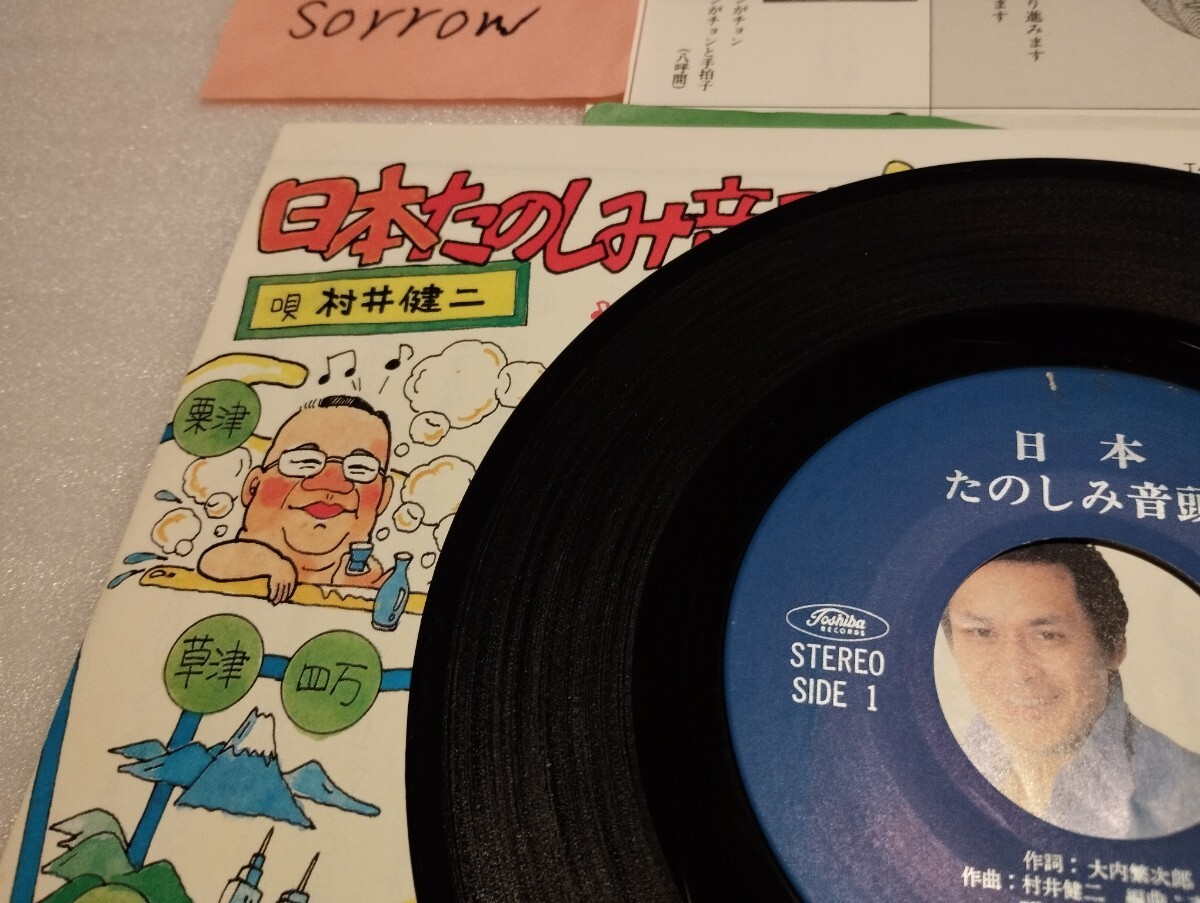 sorrow
がチョン
ンがチョンと手拍子
(八呼間)
り進みます
ます
日本たのしみ音
唄 村井健二
粟津
草津
四万
日本
たのしみ音頭
Toshiba
RECORDS
STEREO
SIDE 1
作詞:大内繁次郎
作曲:村井健二 編曲: